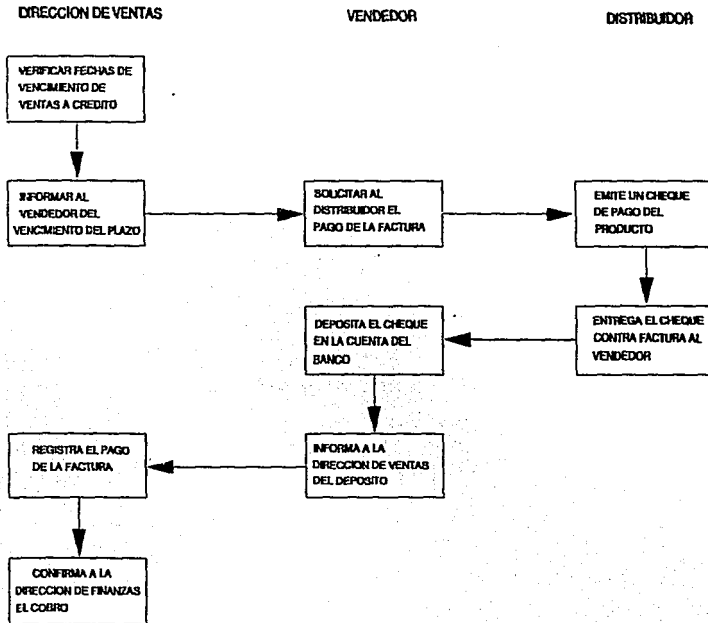 DIRECCION DE VENTAS
VENDEDOR
DISTRIBUIDOR
VERIFICAR FECHAS DE
VENCIMIENTO DE
VENTAS A CREDITO
INFORMAR AL
VENDEDOR DEL
VENCIMIENTO DEL PLAZO
SOLICITAR AL
DISTRIBUIDOR EL
PAGO DE LA FACTURA
EMITE UN CHEQUE
DE PAGO DEL
PRODUCTO
ENTREGA EL CHEQUE
CONTRA FACTURA AL
VENDEDOR
DEPOSITA EL CHEQUE
EN LA CUENTA DEL
BANCO
INFORMA A LA
DIRECCION DE VENTAS
DEL DEPOSITO
REGISTRA EL PAGO
DE LA FACTURA
CONFIRMA A LA
DIRECCION DE FINANZAS
EL COBRO